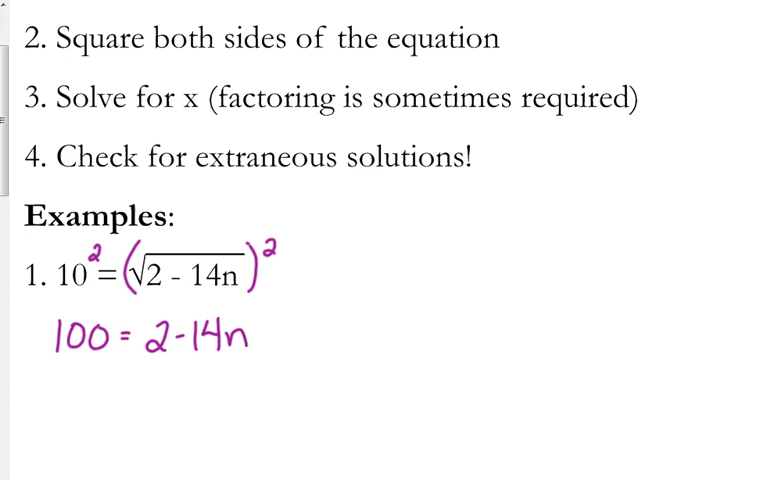 2. Square both sides of the equation
3. Solve for x (factoring is sometimes required)
4. Check for extraneous solutions!
Examples:
1. 10² = (√2 - 14n)²
100 = 2 - 14n